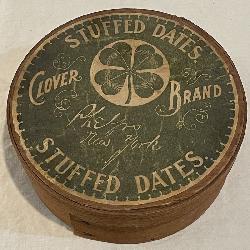 STUFFED DATES.
CLOVER BRAND
New York
STUFFED DATES.